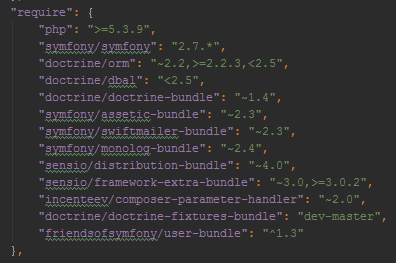 "require": {
"php": ">=5.3.9",
"symfony/symfony": "2.7.*",
"doctrine/orm": "~2.2,>=2.2.3,<2.5",
"doctrine/dbal": "<2.5",
"doctrine/doctrine-bundle": "~1.4",
"symfony/assetic-bundle": "~2.3",
"symfony/swiftmailer-bundle": "~2.3",
"symfony/monolog-bundle": "~2.4",
"sensio/distribution-bundle": "~4.0",
"sensio/framework-extra-bundle": "~3.0,>=3.0.2",
"incenteev/composer-parameter-handler": "~2.0",
"doctrine/doctrine-fixtures-bundle": "dev-master",
"friendsofsymfony/user-bundle": "^1.3"
},